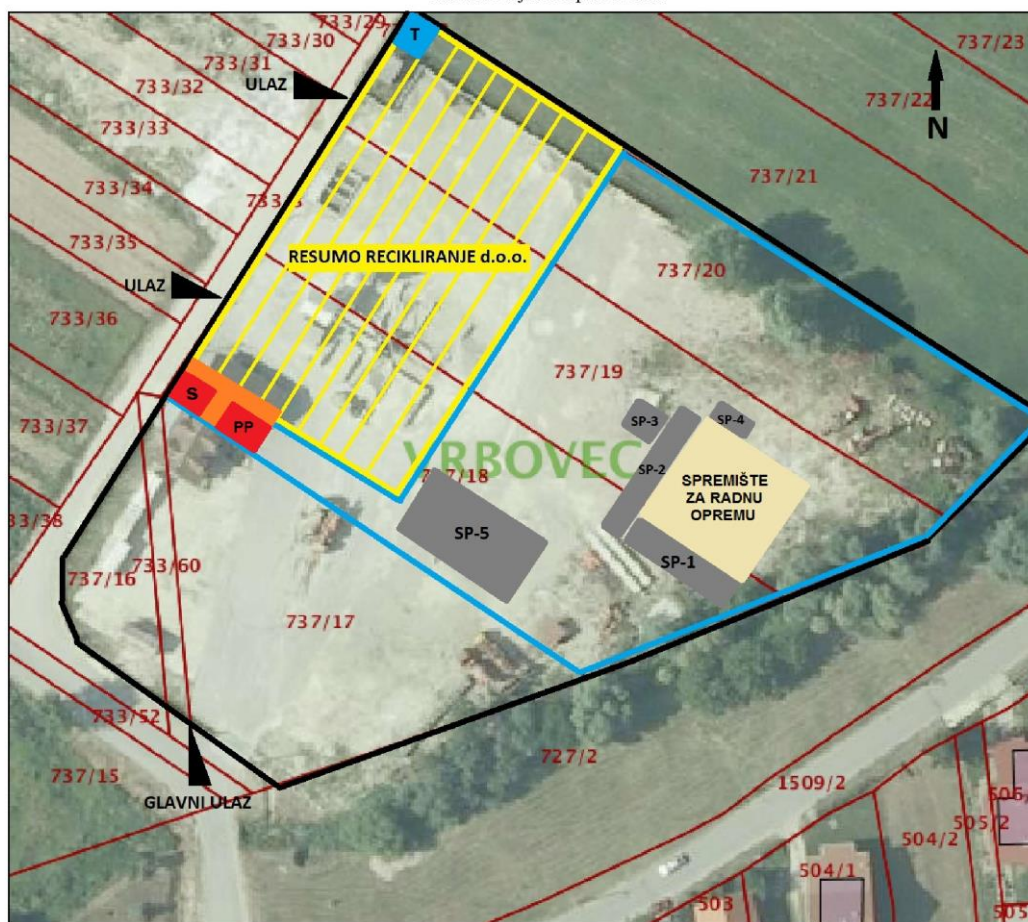 733/29
733/30
T
733/31
ULAZ
733/32
733/33
733/34
733/35
ULAZ
733/36
733/37
737/23
737/22
N
737/21
RESUMO RECIKLIRANJE d.o.o.
737/20
737/19
S
PP
SP-3
SP-4
SP-2
VRBOVEC
SPREMIŠTE
ZA RADNU
OPREMU
SP-5
SP-1
737/16
733/60
737/17
733/52
737/15
GLAVNI ULAZ
727/2
1509/2
504/2
505/2
504/1
503